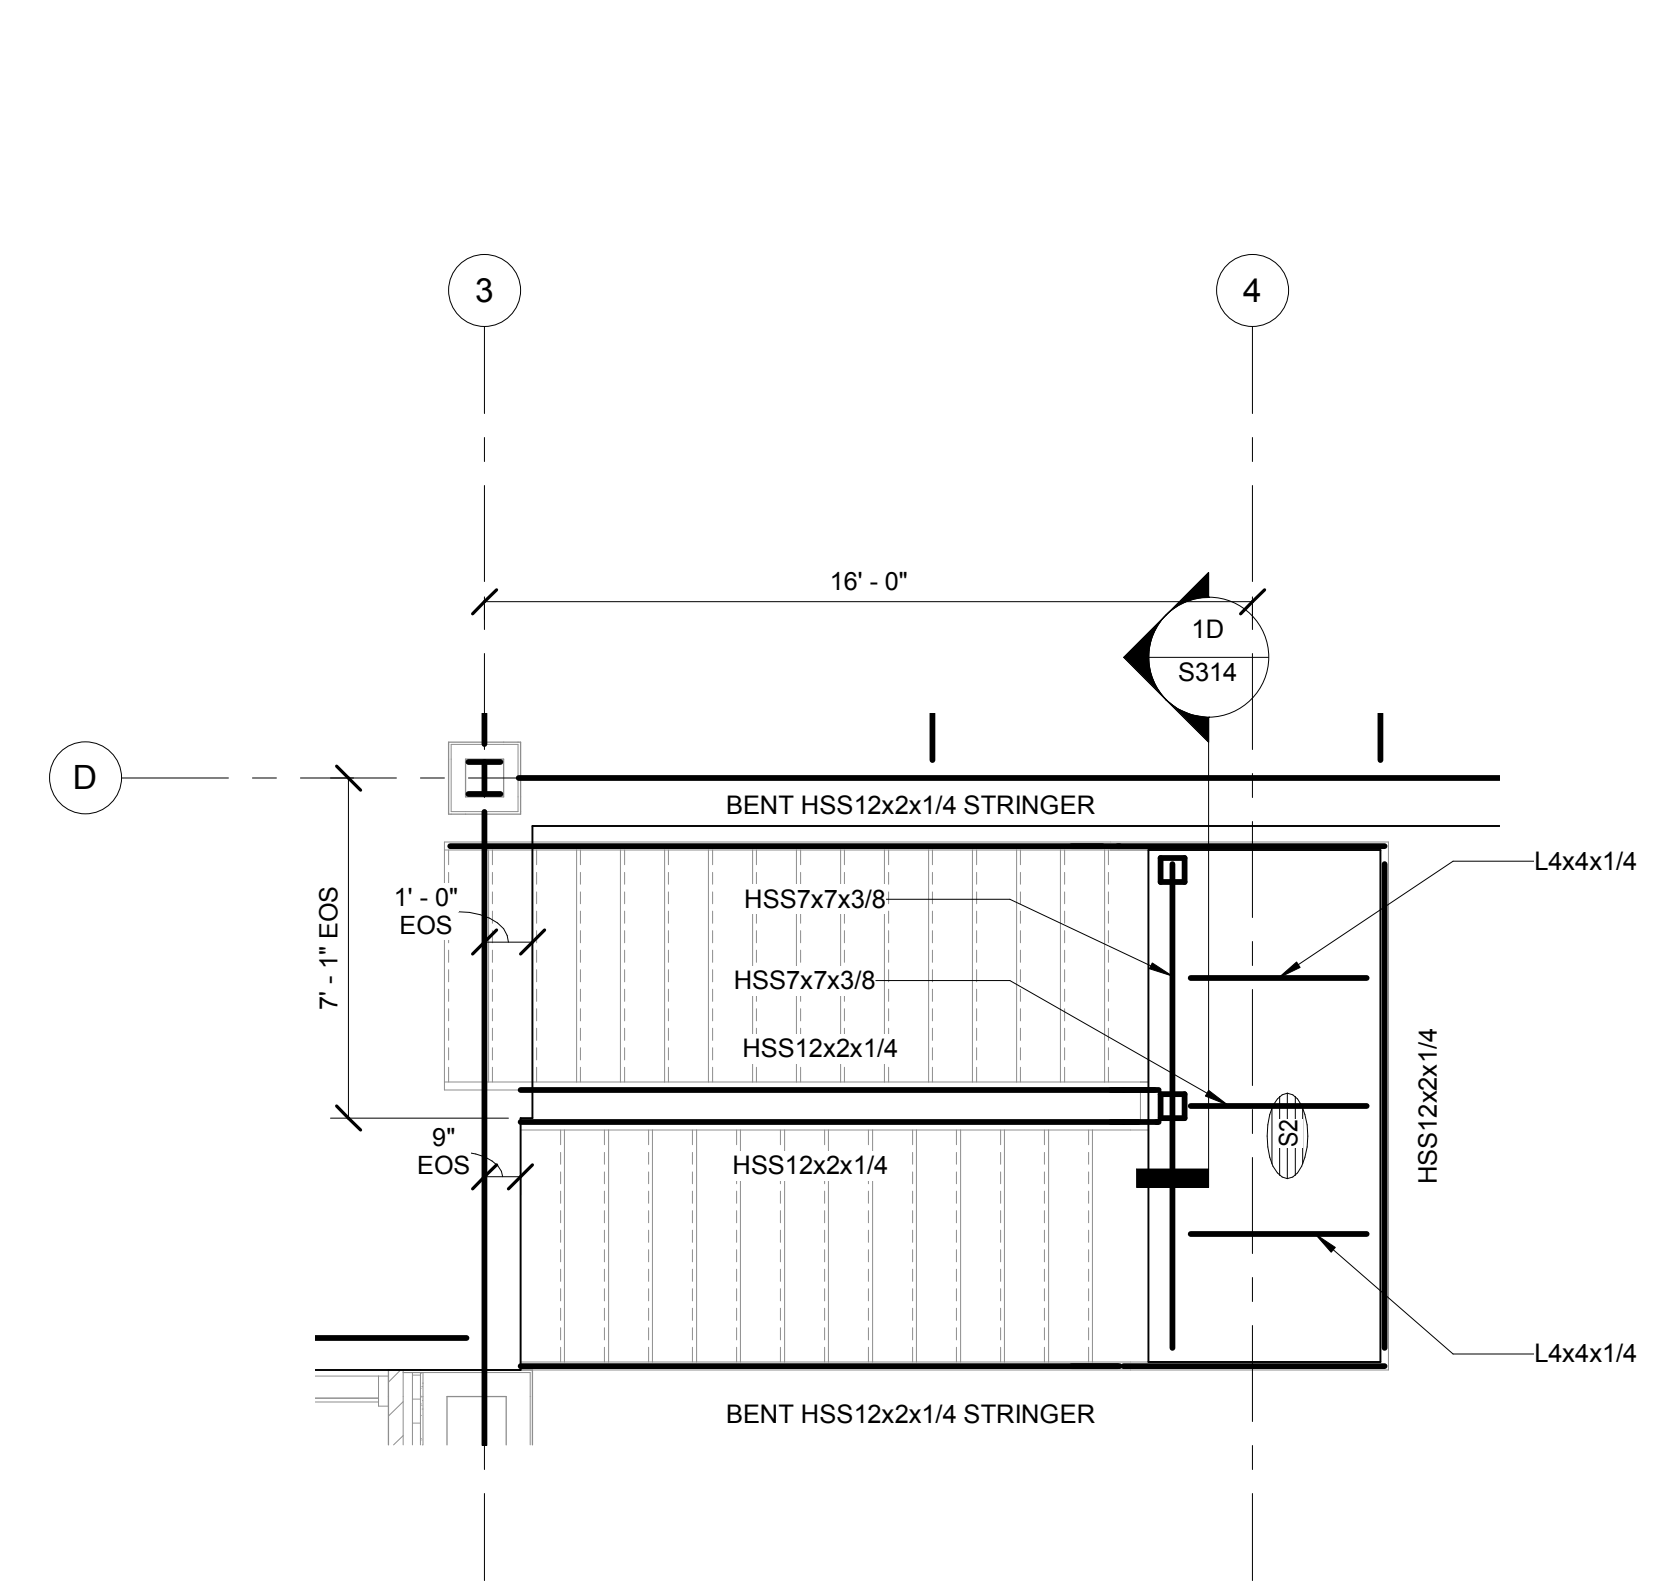 3
4
16' - 0"
1D
S314
D
BENT HSS12x2x1/4 STRINGER
L4x4x1/4
1' - 0"
EOS
HSS7x7x3/8
7' - 1" EOS
HSS7x7x3/8
HSS12x2x1/4
HSS12x2x1/4
S2
9"
EOS
HSS12x2x1/4
L4x4x1/4
BENT HSS12x2x1/4 STRINGER